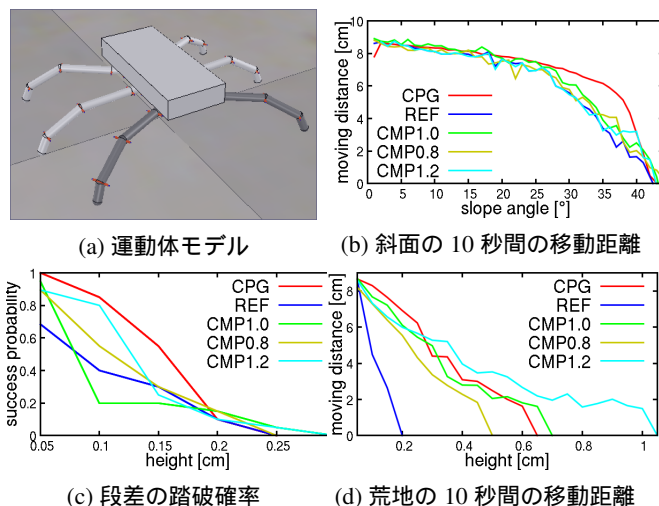 (a) 運動体モデル
moving distance [cm]
10
8
6
4
2
0
CPG
REF
CMP1.0
CMP0.8
CMP1.2
0 5 10 15 20 25 30 35 40
slope angle [°]
(b) 斜面の 10 秒間の移動距離
success probability
1
0.8
0.6
0.4
0.2
0
CPG
REF
CMP1.0
CMP0.8
CMP1.2
0.05 0.1 0.15 0.2 0.25
height [cm]
(c) 段差の踏破確率
moving distance [cm]
8
6
4
2
0
CPG
REF
CMP1.0
CMP0.8
CMP1.2
0.2 0.4 0.6 0.8 1
height [cm]
(d) 荒地の 10 秒間の移動距離